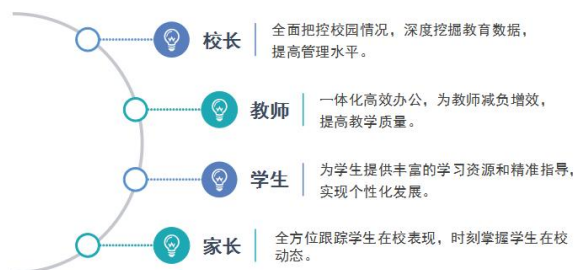 校长
全面把控校园情况，深度挖掘教育数据，
提高管理水平。
教师
一体化高效办公，为教师减负增效，
提高教学质量。
学生
为学生提供丰富的学习资源和精准指导，
实现个性化发展。
家长
全方位跟踪学生在校表现，时刻掌握学生在校
动态。